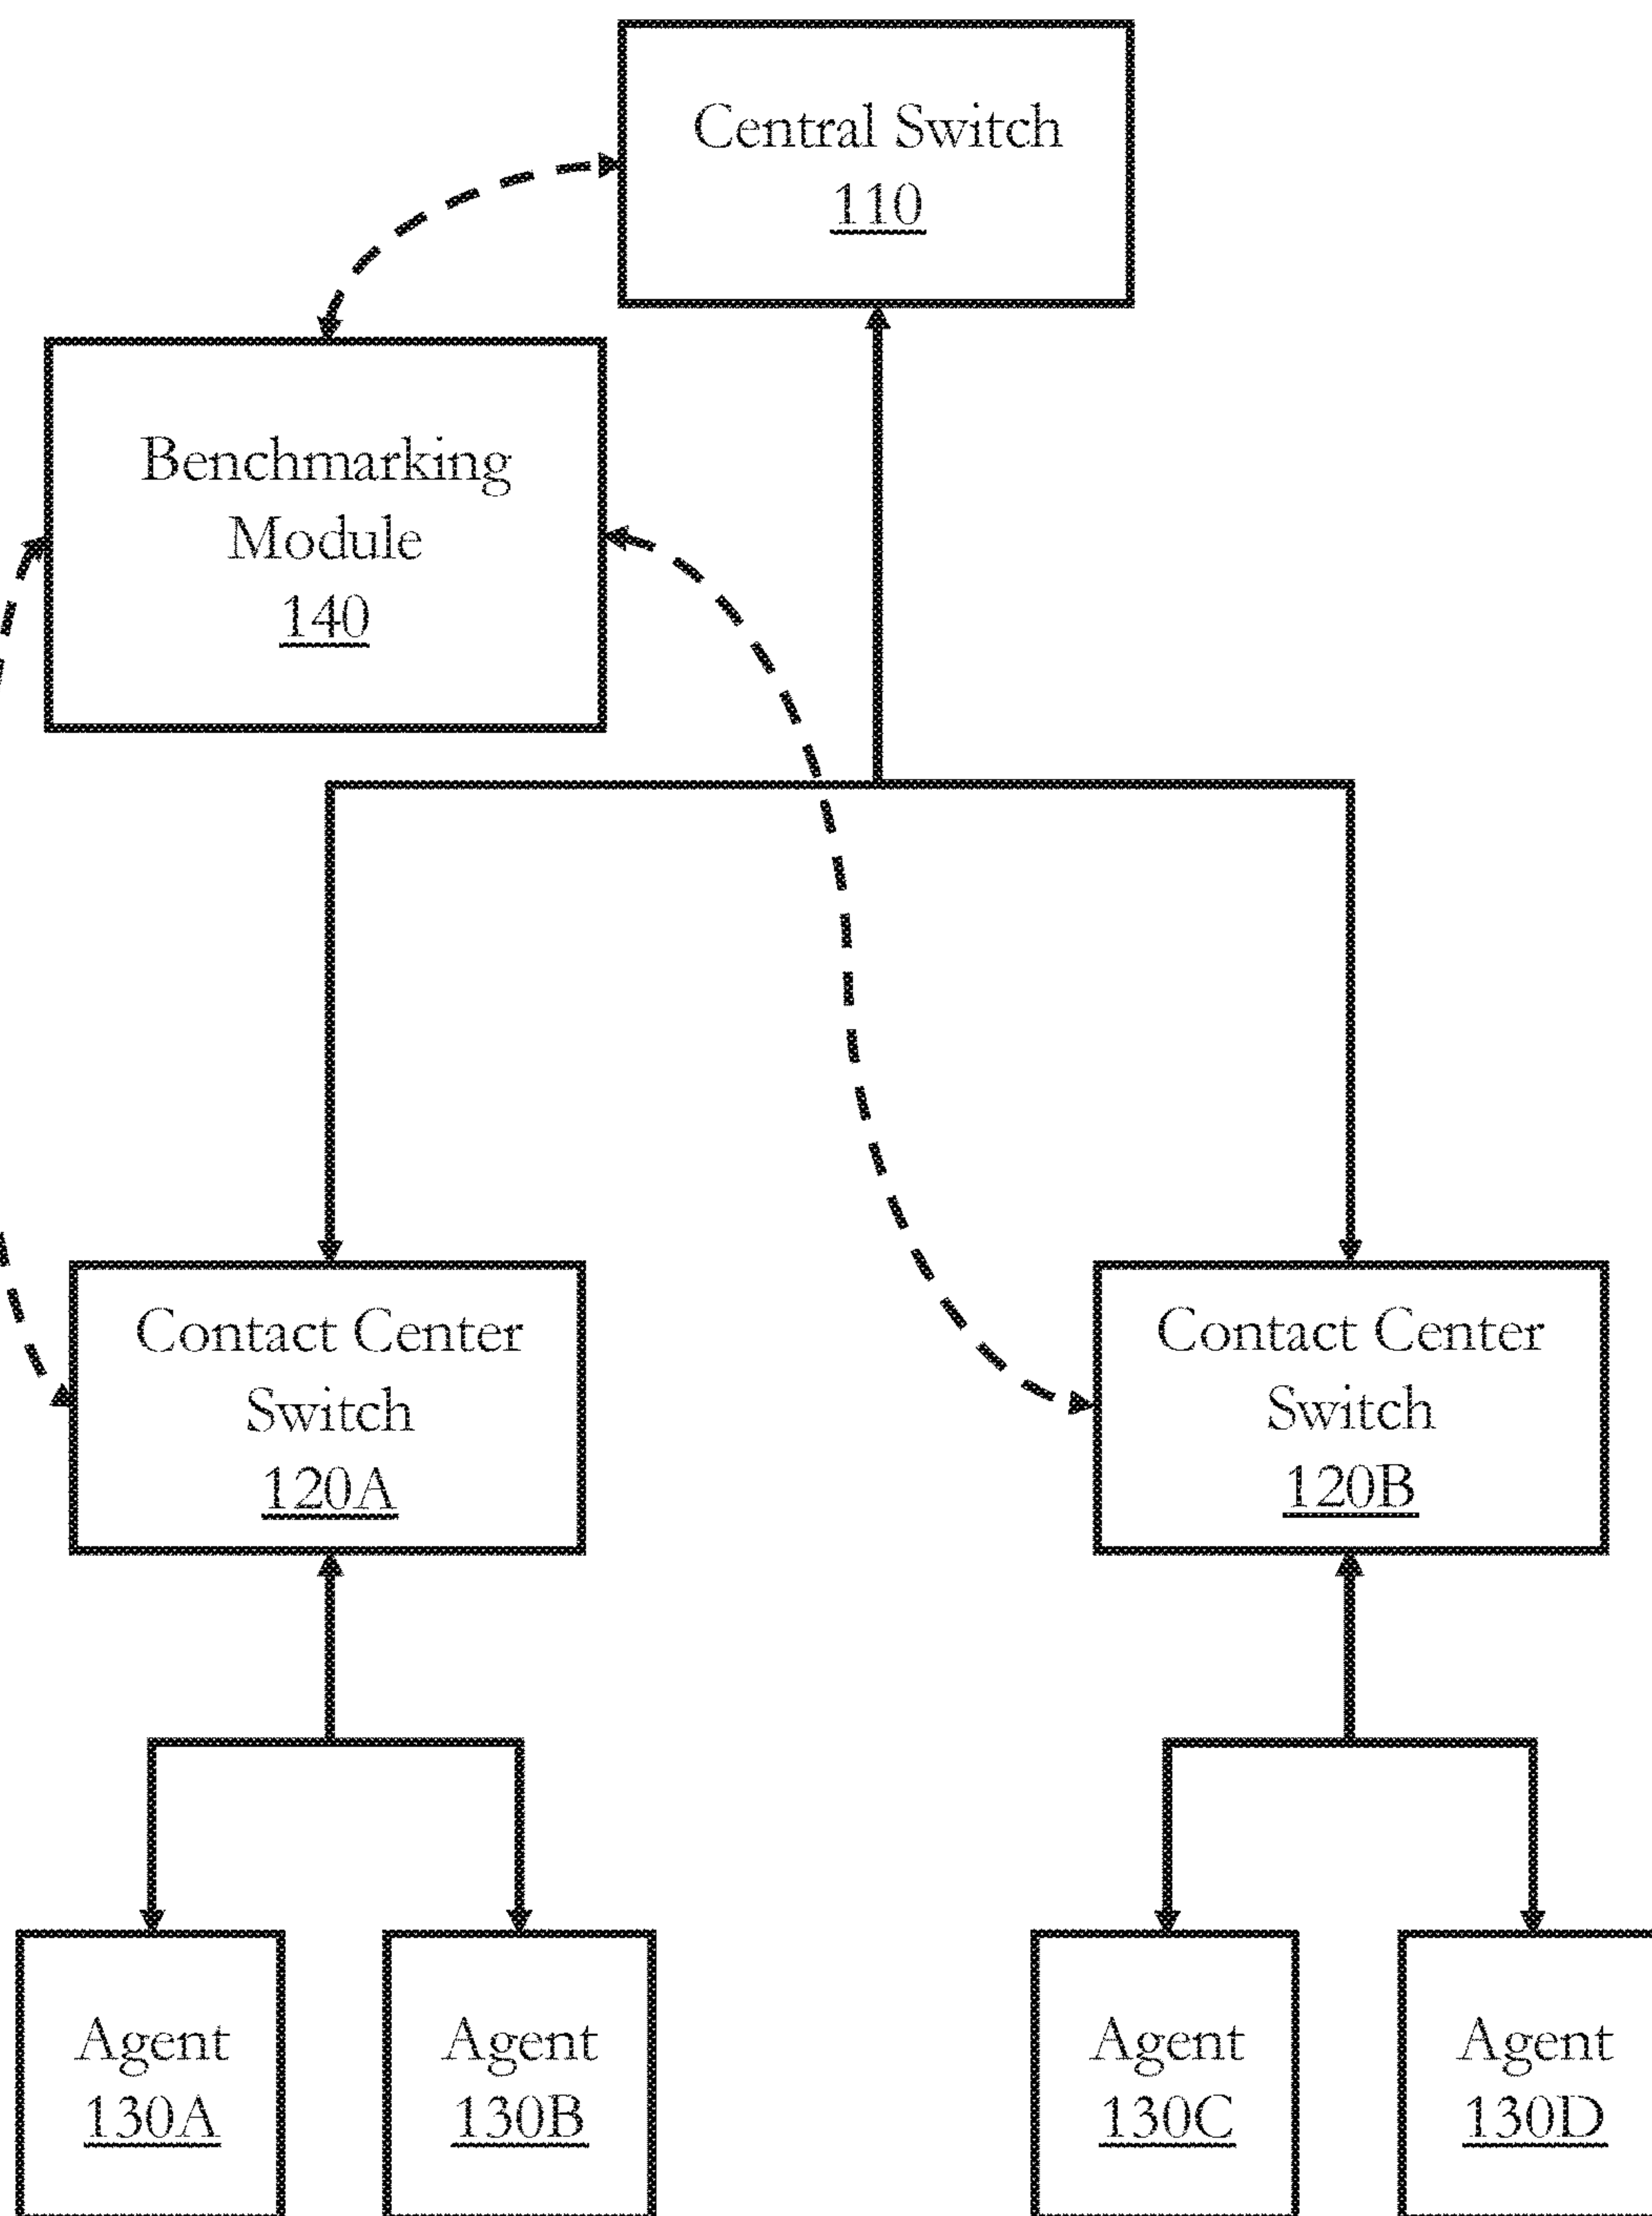 Central Switch
110
Benchmarking
Module
140
Contact Center
Switch
120A
Contact Center
Switch
120B
Agent
130A
Agent
130B
Agent
130C
Agent
130D